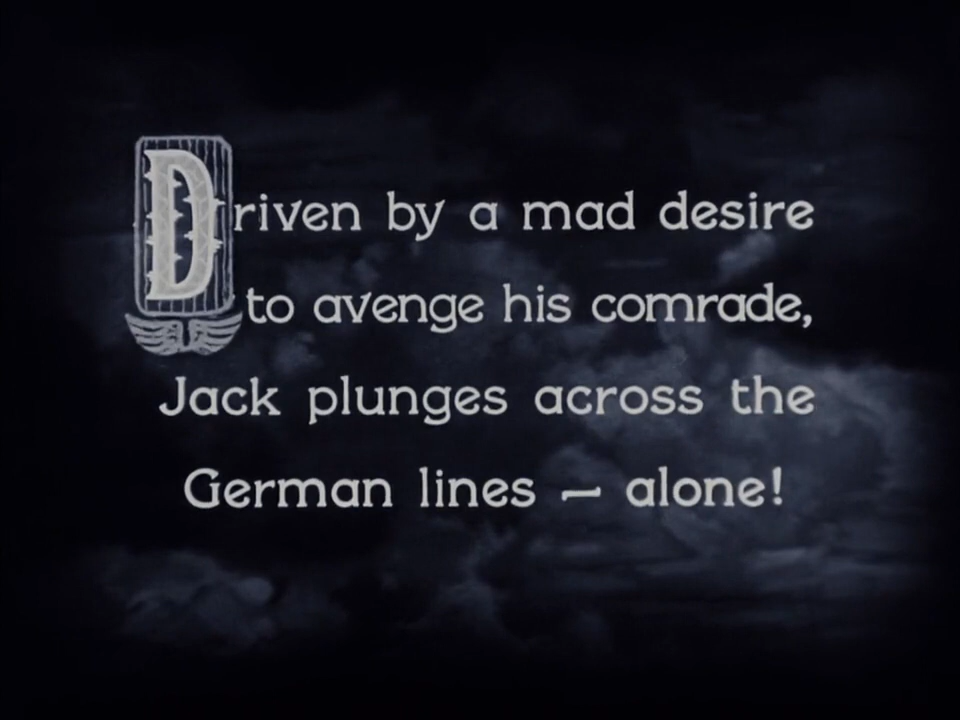 Driven by a mad desire
to avenge his comrade,
Jack plunges across the
German lines — alone!